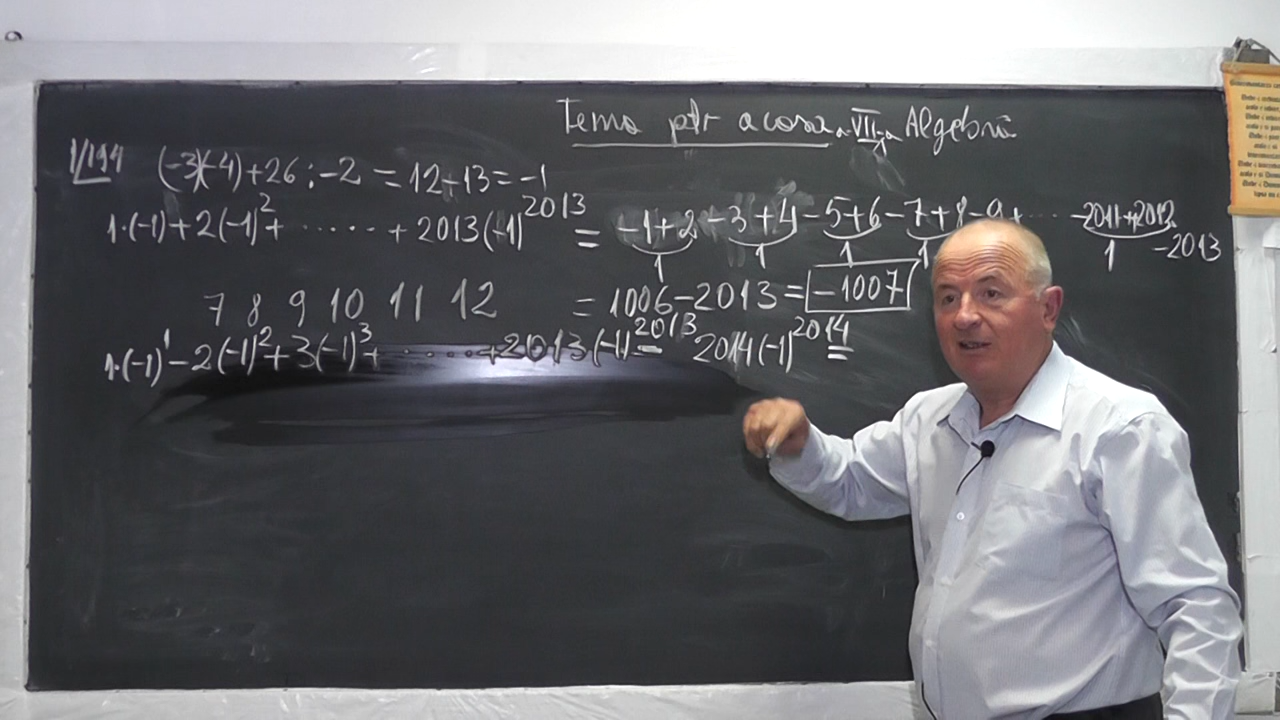 Tema ptr acasa a VII-a Algebră
1/194 (-3)(-4)+26:-2 = 12+13=-1
1·(-1)+2(-1)²+ ...... + 2013(-1)²⁰¹³ = -1+2-3+4-5+6-7+8-9+ ... -2011+2012
1 1 1 1 1 -2013
7 8 9 10 11 12 = 1006-2013=-1007
1·(-1)¹-2(-1)²+3(-1)³+ ...... +2013(-1)²⁰¹³- 2014(-1)²⁰¹⁴ =